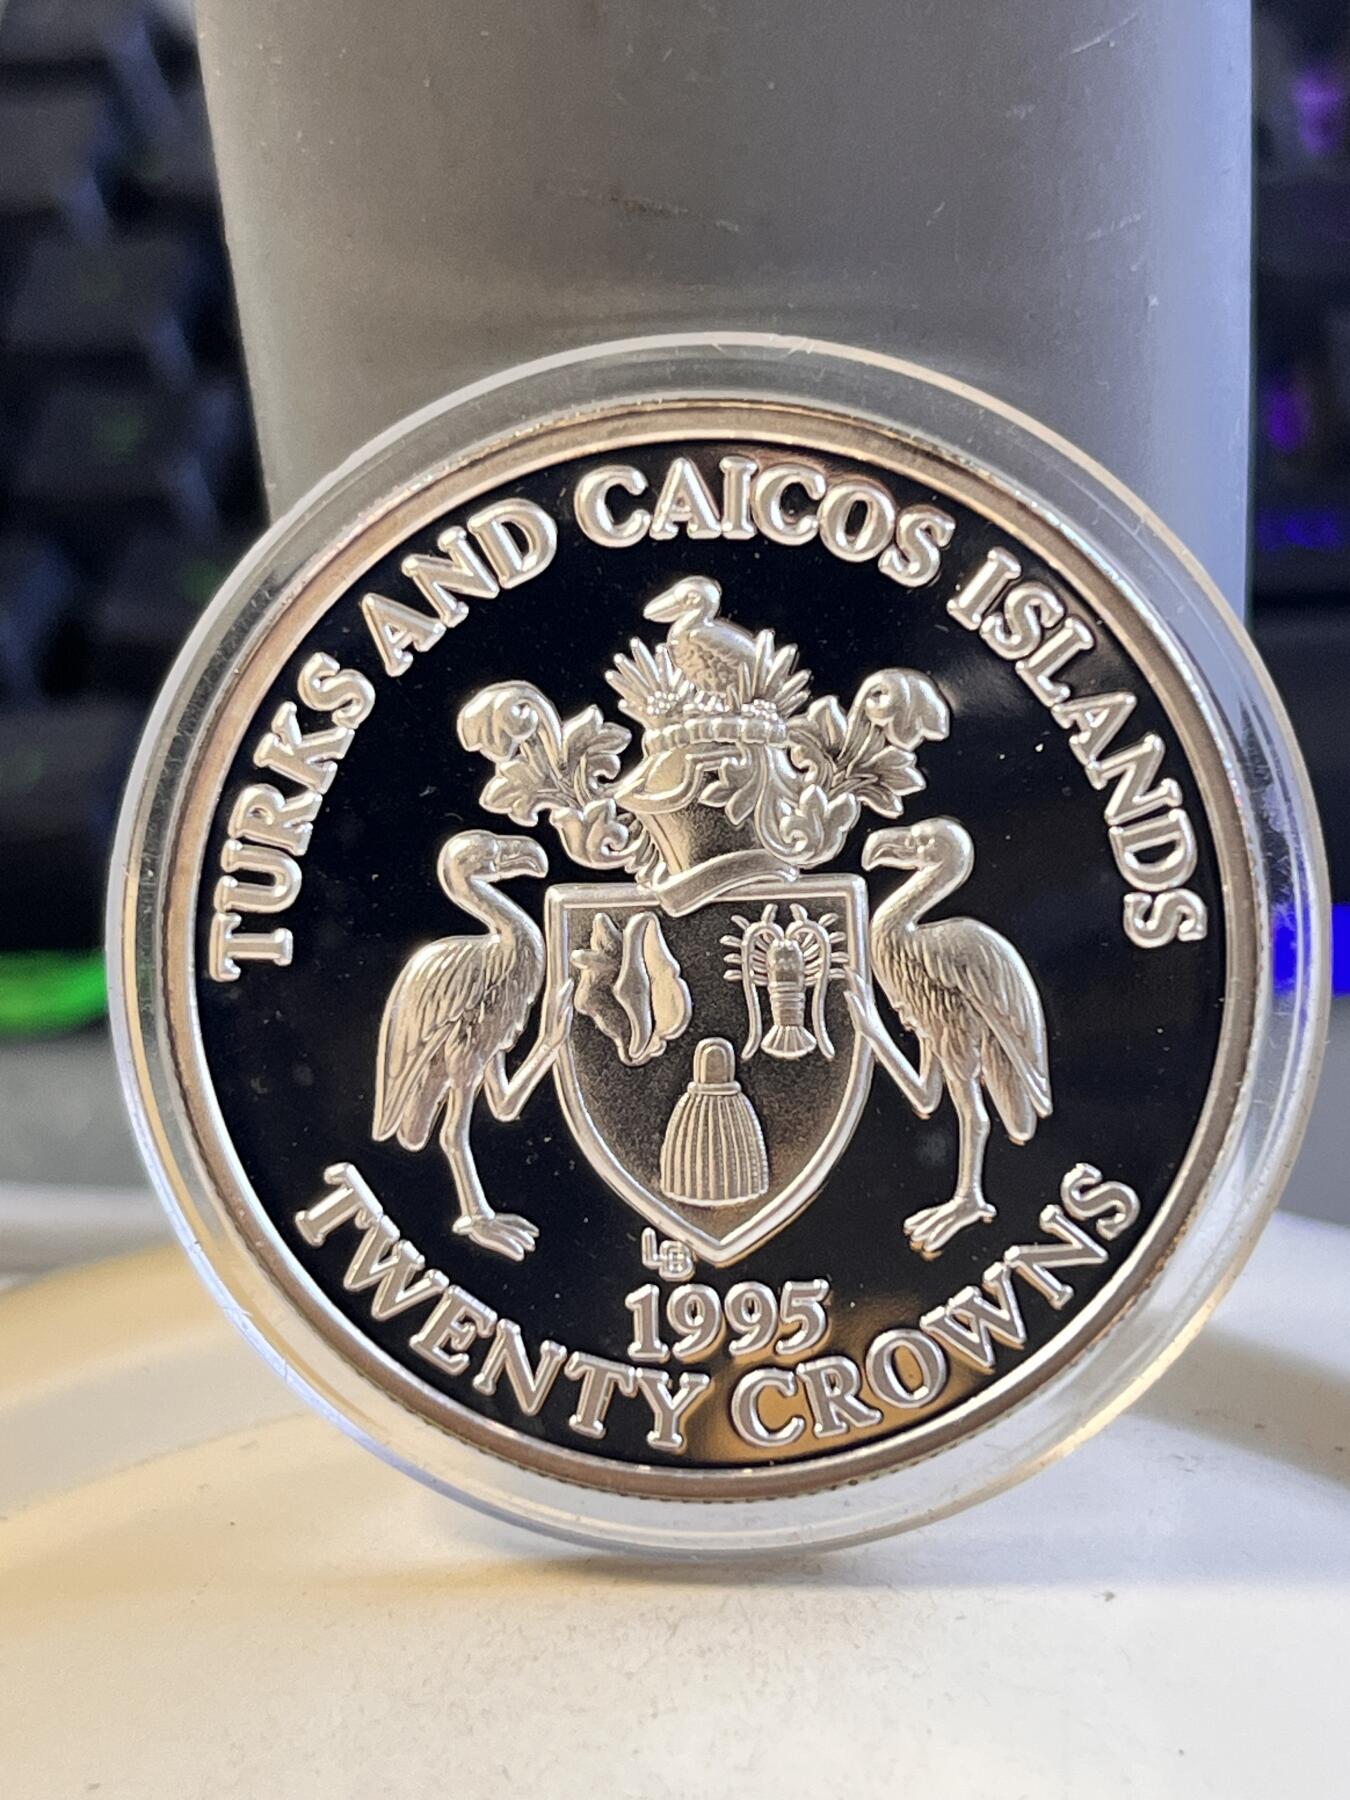 TURKS AND CAICOS ISLANDS
LB
1995
TWENTY CROWNS